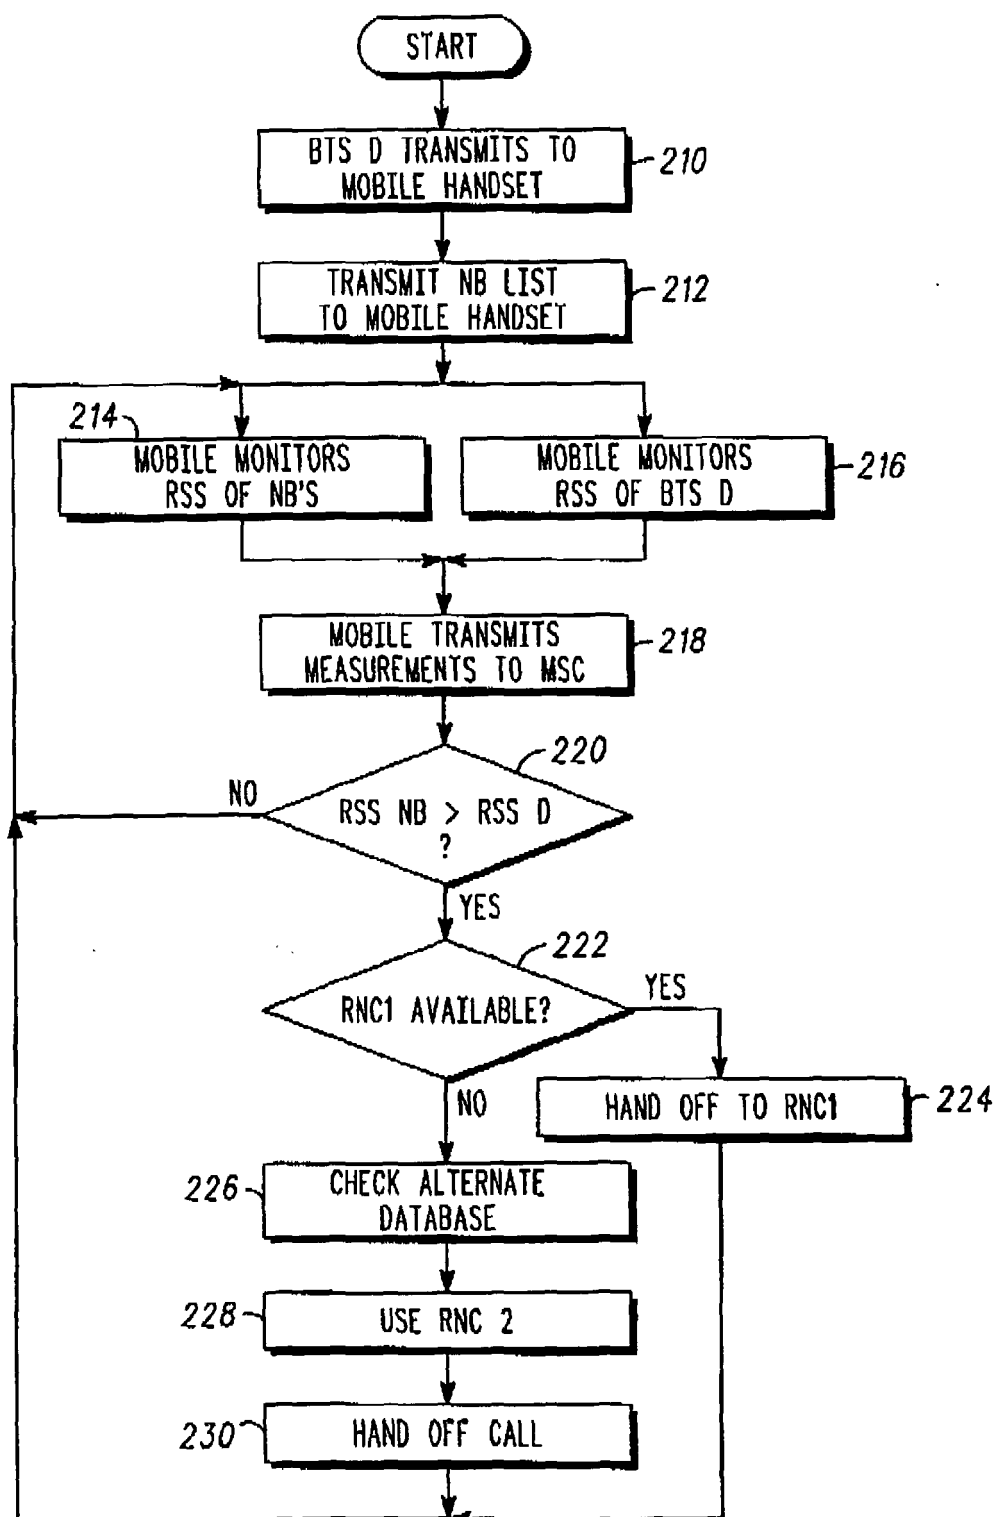 START
BTS D TRANSMITS TO
MOBILE HANDSET
210
TRANSMIT NB LIST
TO MOBILE HANDSET
212
214
MOBILE MONITORS
RSS OF NB'S
MOBILE MONITORS
RSS OF BTS D
216
MOBILE TRANSMITS
MEASUREMENTS TO MSC
218
220
NO
RSS NB > RSS D
?
YES
222
RNC1 AVAILABLE?
YES
NO
HAND OFF TO RNC1
224
226
CHECK ALTERNATE
DATABASE
228
USE RNC 2
230
HAND OFF CALL